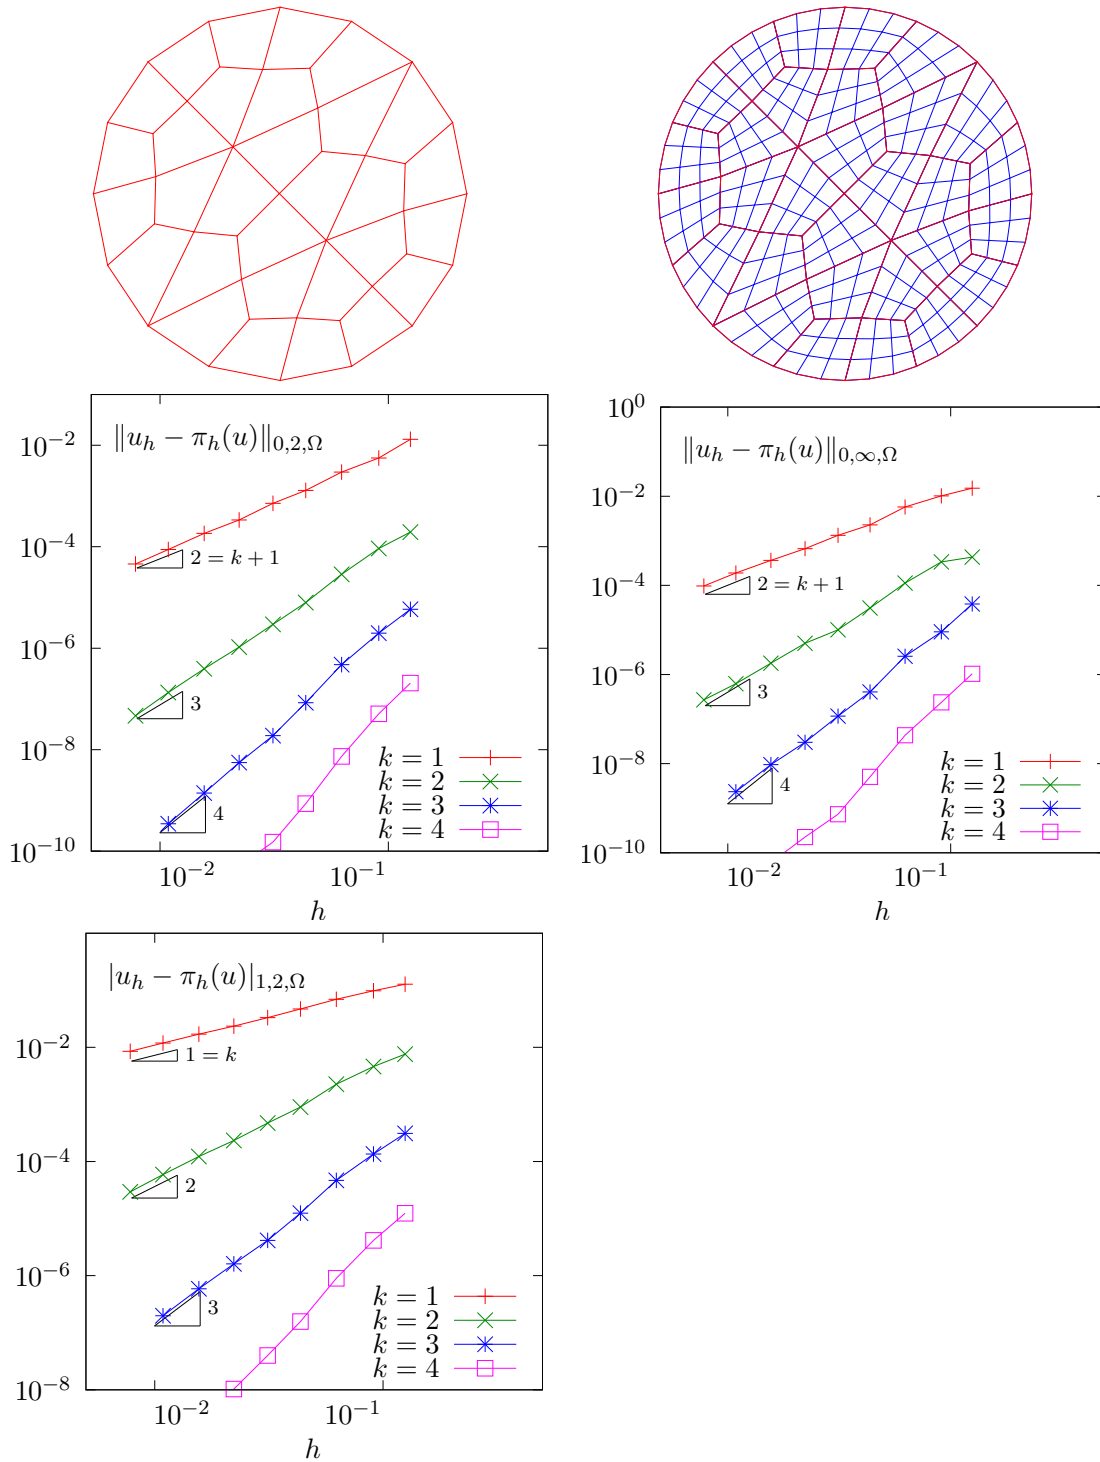 ‖u_h − π_h(u)‖_{0,2,Ω}
10^{-2}
10^{-4}
10^{-6}
10^{-8}
10^{-10}
2 = k + 1
3
4
k = 1
k = 2
k = 3
k = 4
10^{-2}
10^{-1}
h
‖u_h − π_h(u)‖_{0,∞,Ω}
10^{0}
10^{-2}
10^{-4}
10^{-6}
10^{-8}
10^{-10}
2 = k + 1
3
4
k = 1
k = 2
k = 3
k = 4
10^{-2}
10^{-1}
h
|u_h − π_h(u)|_{1,2,Ω}
10^{-2}
10^{-4}
10^{-6}
10^{-8}
1 = k
2
3
k = 1
k = 2
k = 3
k = 4
10^{-2}
10^{-1}
h